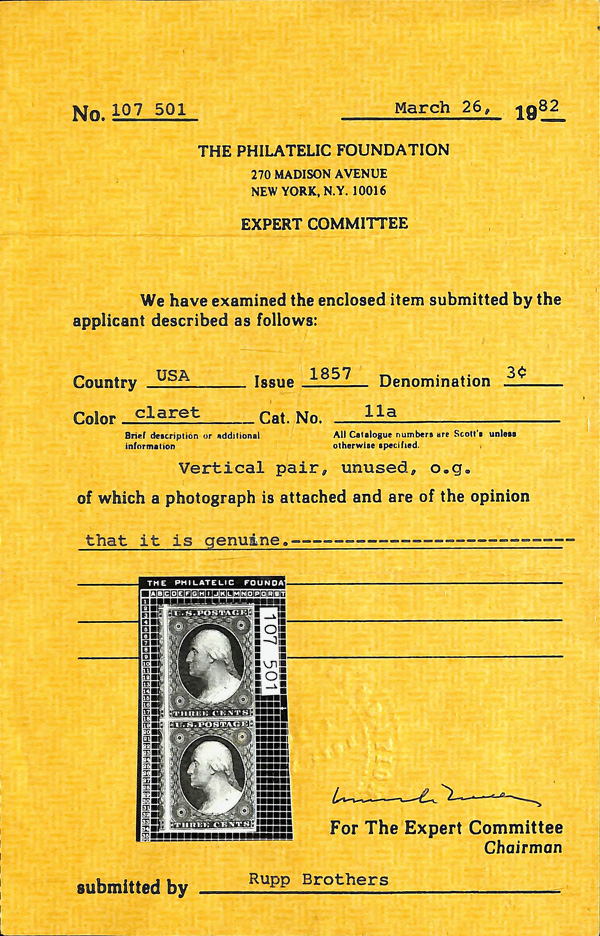 No. 107 501
March 26, 1982
THE PHILATELIC FOUNDATION
270 MADISON AVENUE
NEW YORK, N.Y. 10016
EXPERT COMMITTEE
We have examined the enclosed item submitted by the
applicant described as follows:
Country USA Issue 1857 Denomination 3¢
Color claret Cat. No. 11a
Brief description or additional
information
All Catalogue numbers are Scott's unless
otherwise specified.
Vertical pair, unused, o.g.
of which a photograph is attached and are of the opinion
that it is genuine.---------------------------
THE PHILATELIC FOUNDA
ABCDEFGHIJKLMNOPQRST
U.S. POSTAGE
THREE CENTS
U.S. POSTAGE
THREE CENTS
107 501
For The Expert Committee
Chairman
submitted by Rupp Brothers